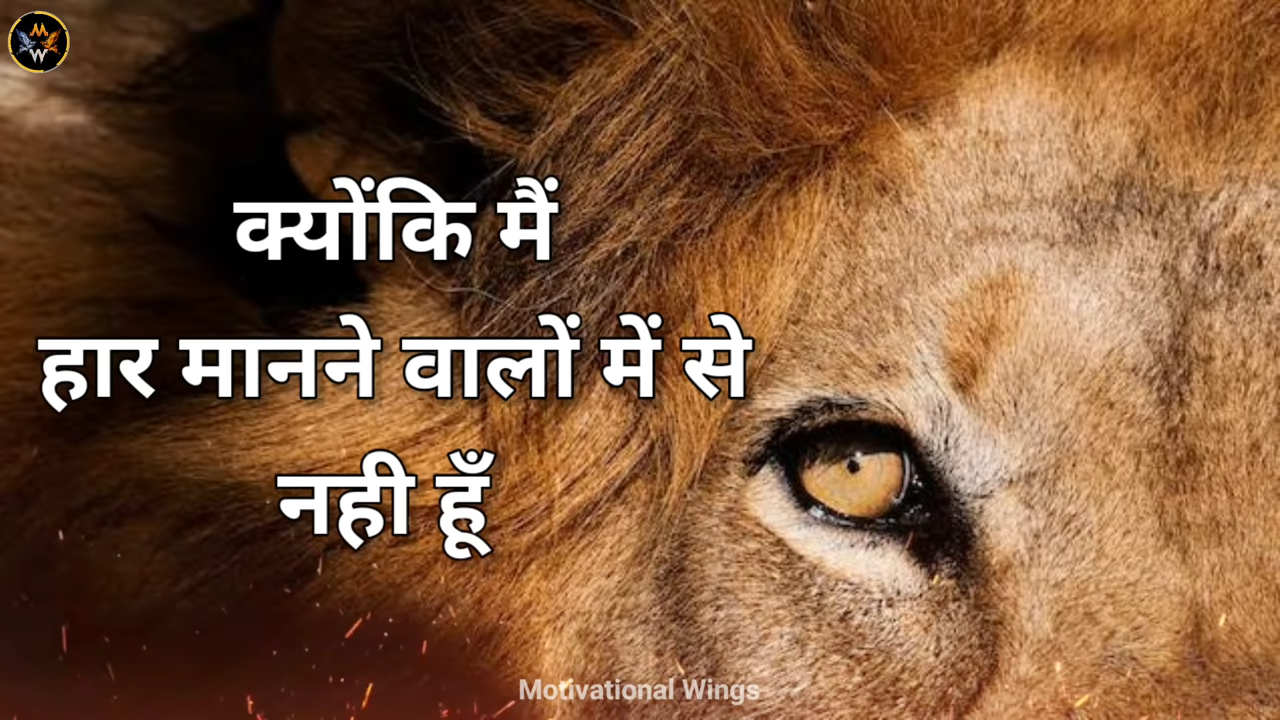 M
W
क्योंकि मैं
हार मानने वालों में से
नही हूँ
Motivational Wings